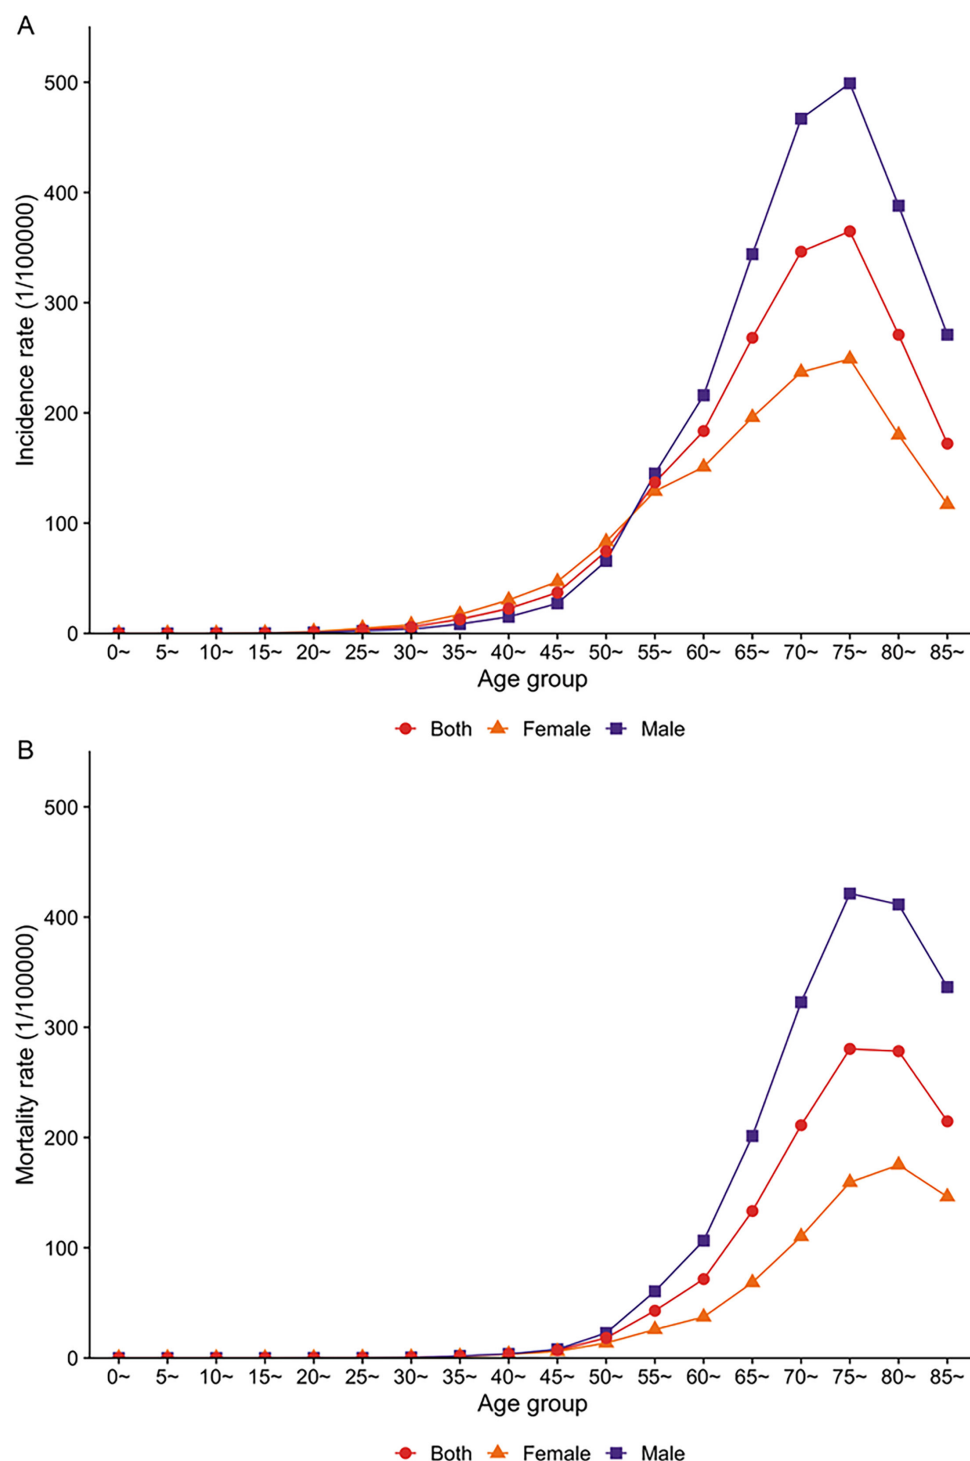 A
Incidence rate (1/100000)
500
400
300
200
100
0
0~ 5~ 10~ 15~ 20~ 25~ 30~ 35~ 40~ 45~ 50~ 55~ 60~ 65~ 70~ 75~ 80~ 85~
Age group
Both Female Male
B
Mortality rate (1/100000)
500
400
300
200
100
0
0~ 5~ 10~ 15~ 20~ 25~ 30~ 35~ 40~ 45~ 50~ 55~ 60~ 65~ 70~ 75~ 80~ 85~
Age group
Both Female Male